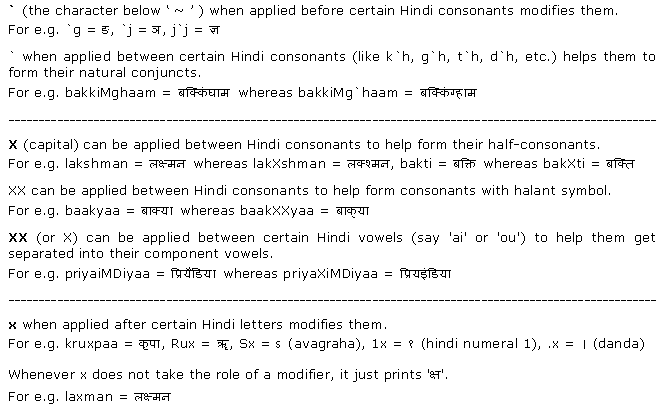 ` (the character below ' ~ ' ) when applied before certain Hindi consonants modifies them.
For e.g. `g = ङ, `j = ञ, j`j = ज्ञ
` when applied between certain Hindi consonants (like k`h, g`h, t`h, d`h, etc.) helps them to
form their natural conjuncts.
For e.g. bakkiMghaam = बक्किंघाम whereas bakkiMg`haam = बक्किंग्हाम
X (capital) can be applied between Hindi consonants to help form their half-consonants.
For e.g. lakshman = लक्ष्मन whereas lakXshman = लक्श्मन, bakti = बक्ति whereas bakXti = बक्‍ति
XX can be applied between Hindi consonants to help form consonants with halant symbol.
For e.g. baakyaa = बाक्या whereas baakXXyaa = बाक्‌या
XX (or X) can be applied between certain Hindi vowels (say 'ai' or 'ou') to help them get
separated into their component vowels.
For e.g. priyaiMDiyaa = प्रियैंडिया whereas priyaXiMDiyaa = प्रियइंडिया
x when applied after certain Hindi letters modifies them.
For e.g. kruxpaa = कृपा, Rux = ऋ, Sx = ऽ (avagraha), 1x = १ (hindi numeral 1), .x = । (danda)
Whenever x does not take the role of a modifier, it just prints 'क्ष'.
For e.g. laxman = लक्ष्मन